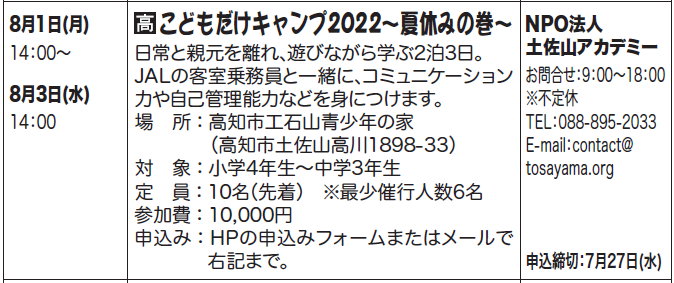 8月1日(月)
14:00〜
8月3日(水)
14:00
高 こどもだけキャンプ2022〜夏休みの巻〜
日常と親元を離れ、遊びながら学ぶ2泊3日。
JALの客室乗務員と一緒に、コミュニケーション
力や自己管理能力などを身につけます。
場　所：高知市工石山青少年の家
（高知市土佐山高川1898-33）
対　象：小学4年生〜中学3年生
定　員：10名（先着）　※最少催行人数6名
参加費：10,000円
申込み：HPの申込みフォームまたはメールで
右記まで。
NPO法人
土佐山アカデミー
お問合せ:9:00〜18:00
※不定休
TEL:088-895-2033
E-mail:contact@
tosayama.org
申込締切:7月27日(水)